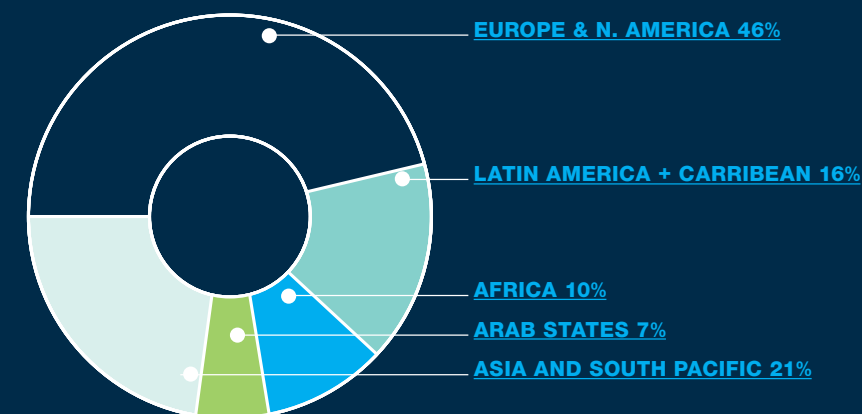 EUROPE & N. AMERICA 46%
LATIN AMERICA + CARRIBEAN 16%
AFRICA 10%
ARAB STATES 7%
ASIA AND SOUTH PACIFIC 21%